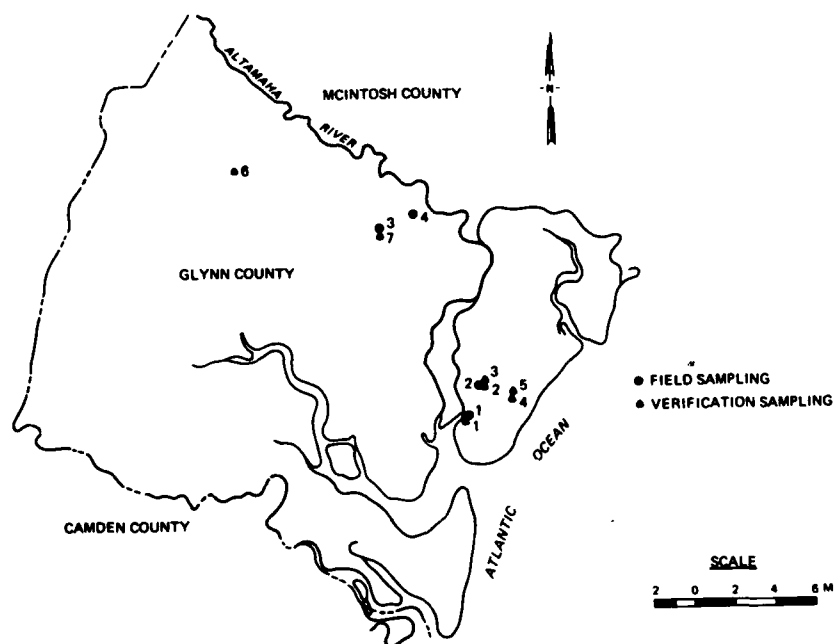 ALTAMAHA
RIVER
MCINTOSH COUNTY
N
6
4
3
7
GLYNN COUNTY
3
2
2
5
4
1
1
FIELD SAMPLING
VERIFICATION SAMPLING
OCEAN
ATLANTIC
CAMDEN COUNTY
SCALE
2 0 2 4 6 M